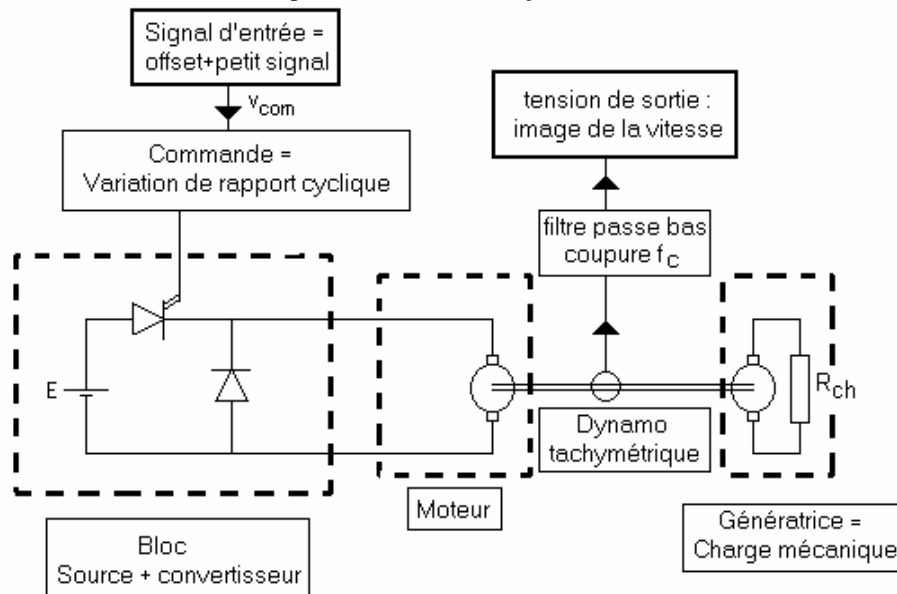 Signal d'entrée =
offset+petit signal
v com
Commande =
Variation de rapport cyclique
tension de sortie :
image de la vitesse
filtre passe bas
coupure f C
E
R ch
Dynamo
tachymétrique
Moteur
Bloc
Source + convertisseur
Génératrice =
Charge mécanique